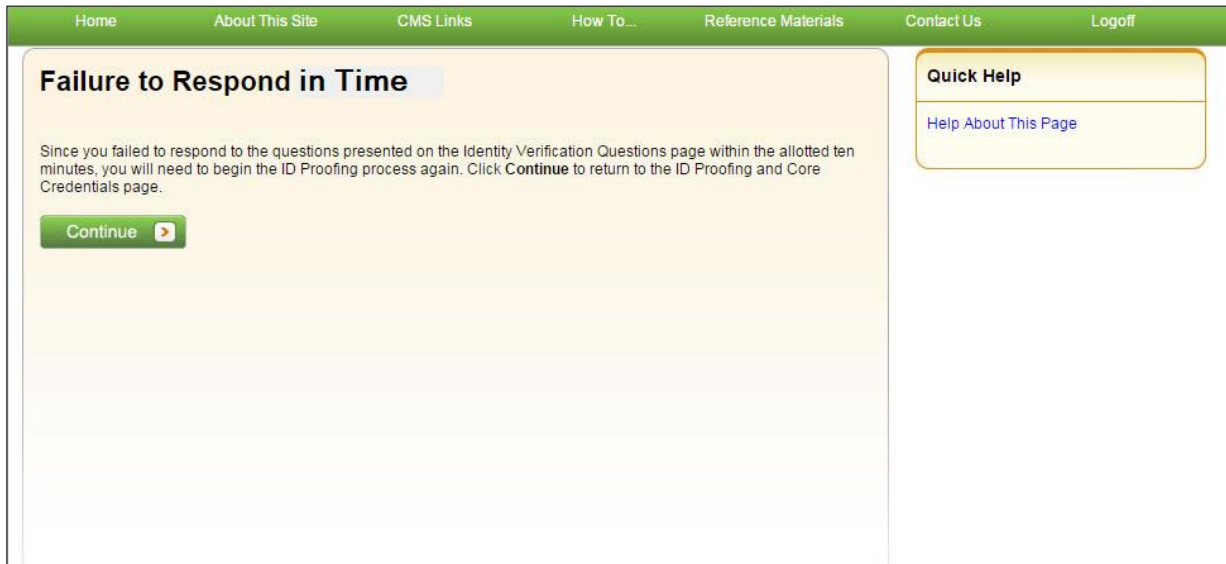 Home About This Site CMS Links How To... Reference Materials Contact Us Logoff
Failure to Respond in Time
Since you failed to respond to the questions presented on the Identity Verification Questions page within the allotted ten
minutes, you will need to begin the ID Proofing process again. Click Continue to return to the ID Proofing and Core
Credentials page.
Continue
Quick Help
Help About This Page